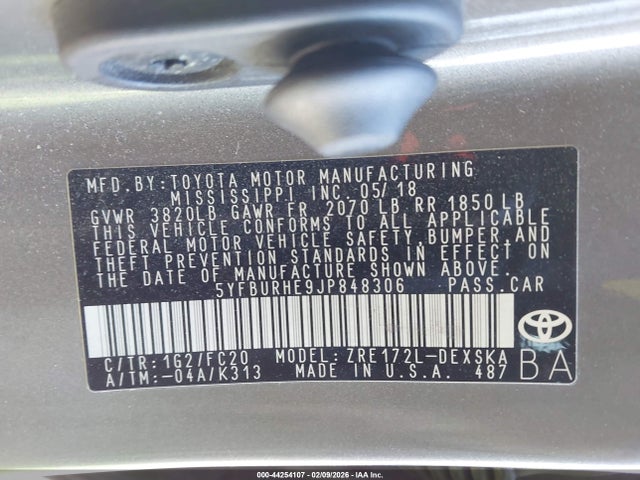 MFD. BY: TOYOTA MOTOR MANUFACTURING
MISSISSIPPI, INC. 05/18
GVWR 3820LB GAWR FR 2070 LB RR 1850 LB
THIS VEHICLE CONFORMS TO ALL APPLICABLE
FEDERAL MOTOR VEHICLE SAFETY, BUMPER, AND
THEFT PREVENTION STANDARDS IN EFFECT ON
THE DATE OF MANUFACTURE SHOWN ABOVE.
5YFBURHE9JP848306 PASS.CAR
C/TR: 1G2/FC20 MODEL: ZRE172L-DEXSKA
A/TM: -04A/K313 MADE IN U.S.A. 487
TOYOTA
BA
000-44254107 - 02/09/2026 - IAA Inc.